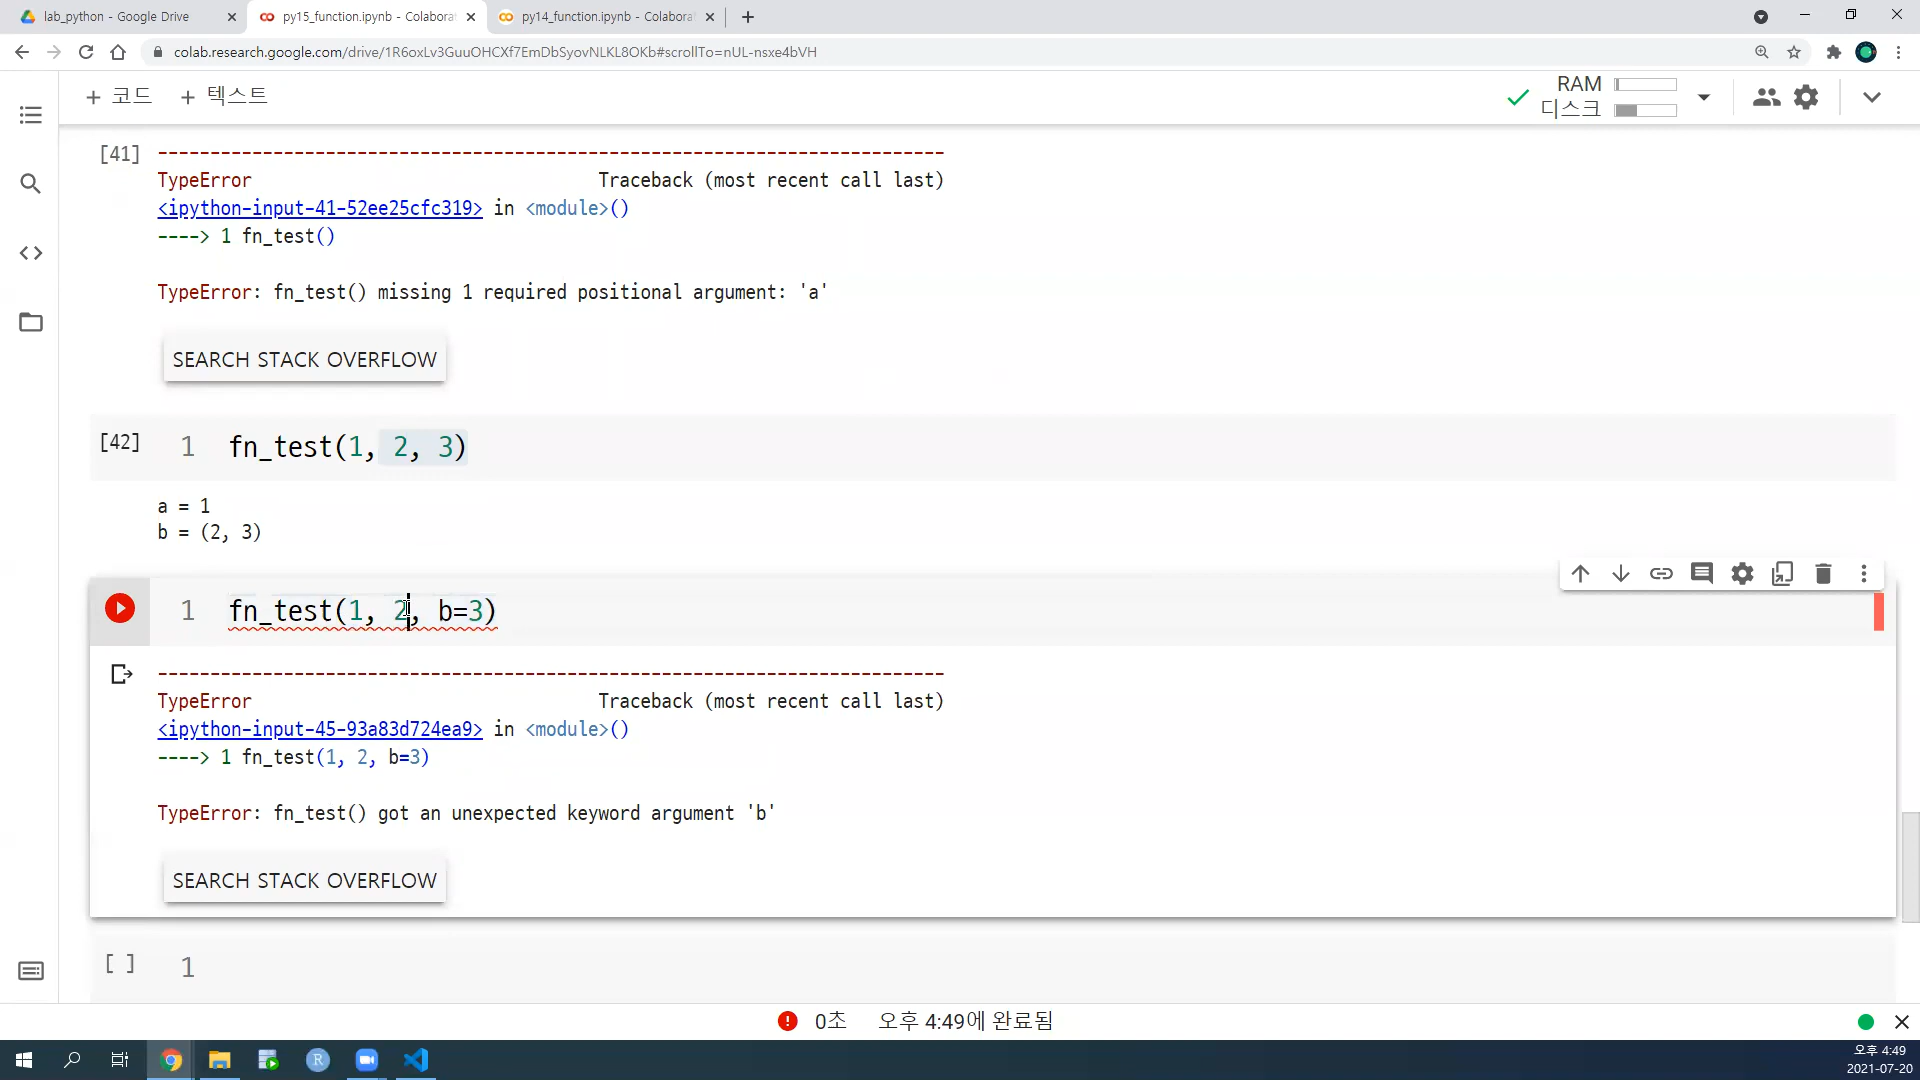 lab_python - Google Drive
py15_function.ipynb - Colaborat
py14_function.ipynb - Colaborat
colab.research.google.com/drive/1R6oxLv3GuuOHCXf7EmDbSyovNLKL8OKb#scrollTo=nUL-nsxe4bVH
+ 코드 + 텍스트
RAM
디스크
[41]
---------------------------------------------------------------------------
TypeError Traceback (most recent call last)
<ipython-input-41-52ee25cfc319> in <module>()
----> 1 fn_test()
TypeError: fn_test() missing 1 required positional argument: 'a'
SEARCH STACK OVERFLOW
[42] 1 fn_test(1, 2, 3)
a = 1
b = (2, 3)
1 fn_test(1, 2, b=3)
---------------------------------------------------------------------------
TypeError Traceback (most recent call last)
<ipython-input-45-93a83d724ea9> in <module>()
----> 1 fn_test(1, 2, b=3)
TypeError: fn_test() got an unexpected keyword argument 'b'
SEARCH STACK OVERFLOW
[ ] 1
0초 오후 4:49에 완료됨
오후 4:49
2021-07-20